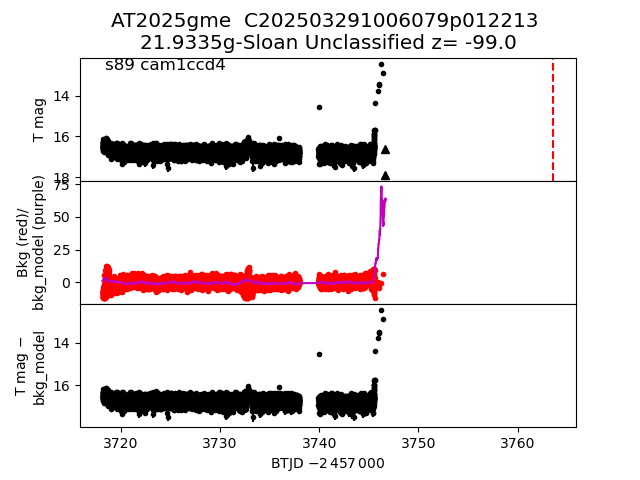 AT2025gme  C202503291006079p012213
21.9335g-Sloan Unclassified z= -99.0
s89 cam1ccd4
T mag
14
16
18
Bkg (red)/
bkg_model (purple)
75
50
25
0
T mag −
bkg_model
14
16
3720
3730
3740
3750
3760
BTJD −2 457 000